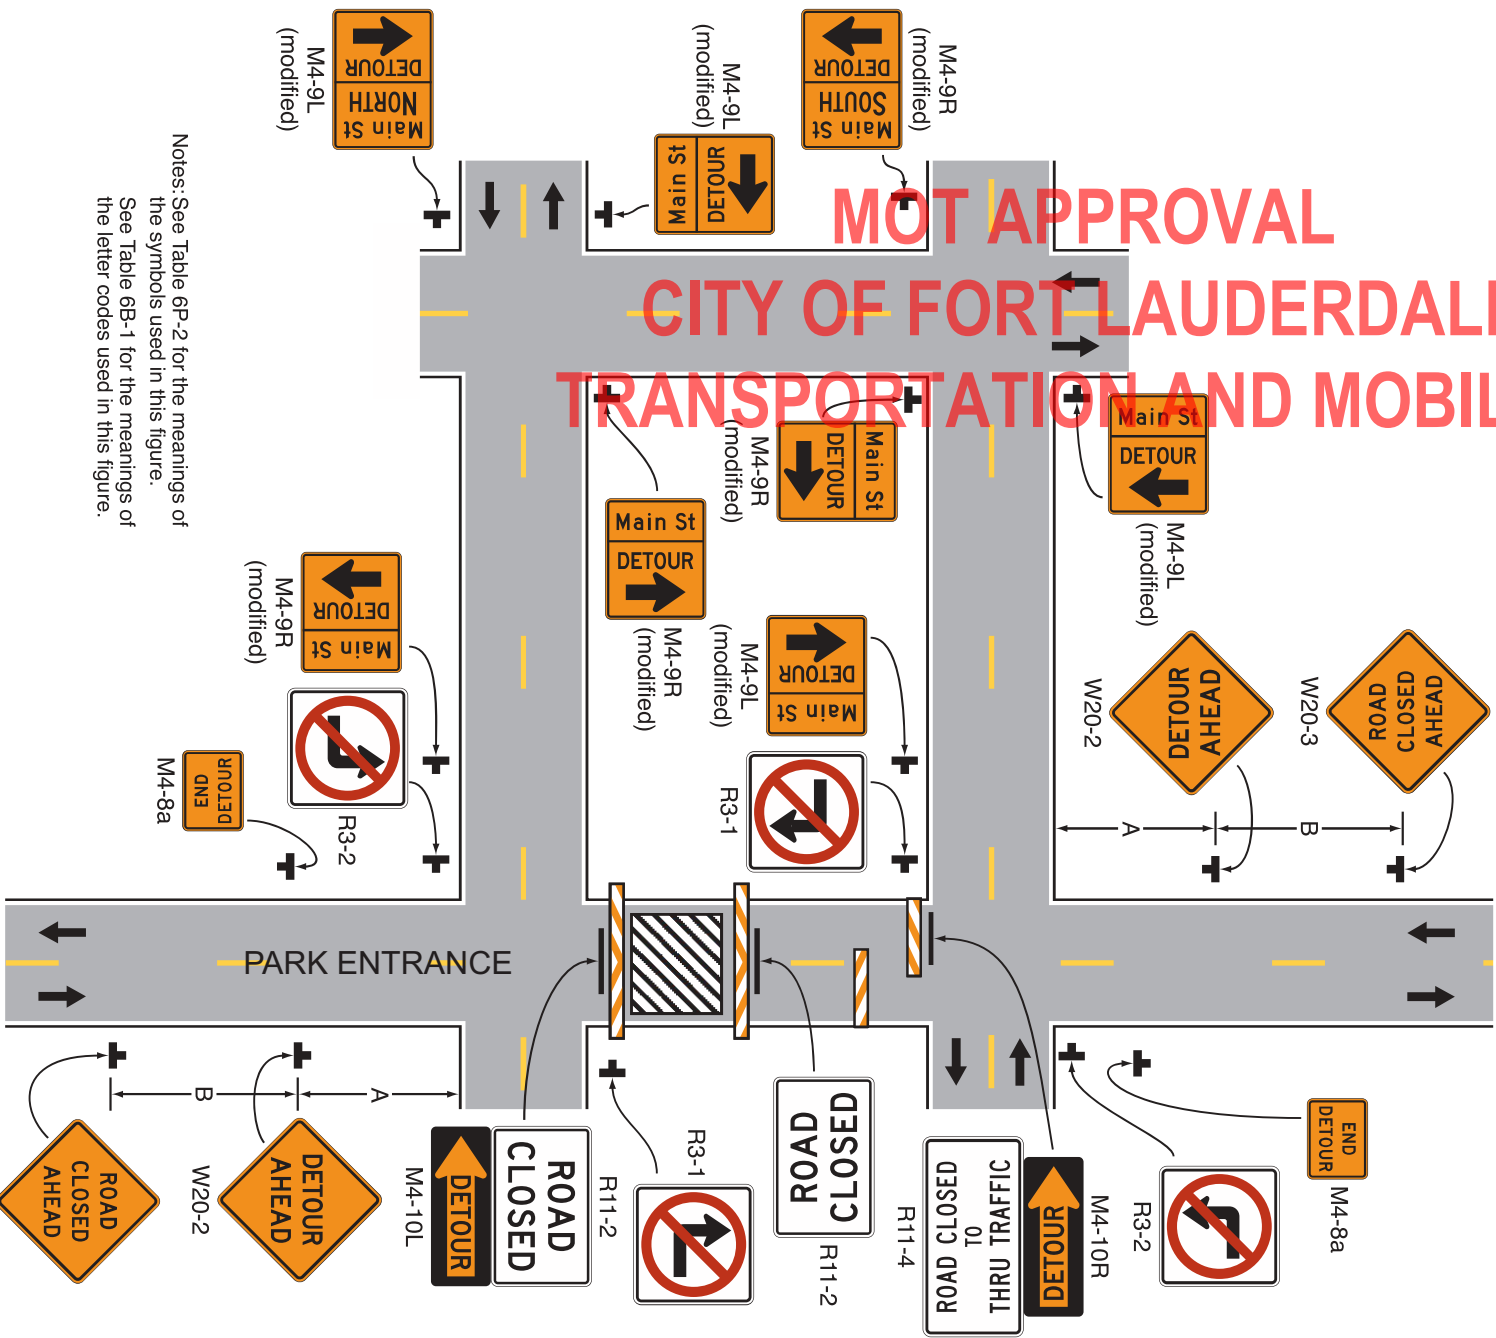 M4-9L
(modified)
DETOUR
NORTH
Main St
M4-9L
(modified)
DETOUR
Main St
M4-9R
(modified)
DETOUR
SOUTH
Main St
MOT APPROVAL
CITY OF FORT LAUDERDAL
TRANSPORTATION AND MOBIL
Notes: See Table 6P-2 for the meanings of
the symbols used in this figure.
See Table 6B-1 for the meanings of
the letter codes used in this figure.
Main St
DETOUR
M4-9R
(modified)
Main St
DETOUR
M4-9L
(modified)
Main St
DETOUR
M4-9R
(modified)
DETOUR
Main St
M4-9R
(modified)
DETOUR
Main St
M4-9L
(modified)
DETOUR
AHEAD
W20-2
ROAD
CLOSED
AHEAD
W20-3
R3-2
END
DETOUR
M4-8a
R3-1
A
B
PARK ENTRANCE
B
A
ROAD
CLOSED
AHEAD
DETOUR
AHEAD
W20-2
ROAD
CLOSED
R11-2
DETOUR
M4-10L
R3-1
ROAD
CLOSED
R11-2
ROAD CLOSED
TO
THRU TRAFFIC
R11-4
DETOUR
M4-10R
R3-2
END
DETOUR
M4-8a